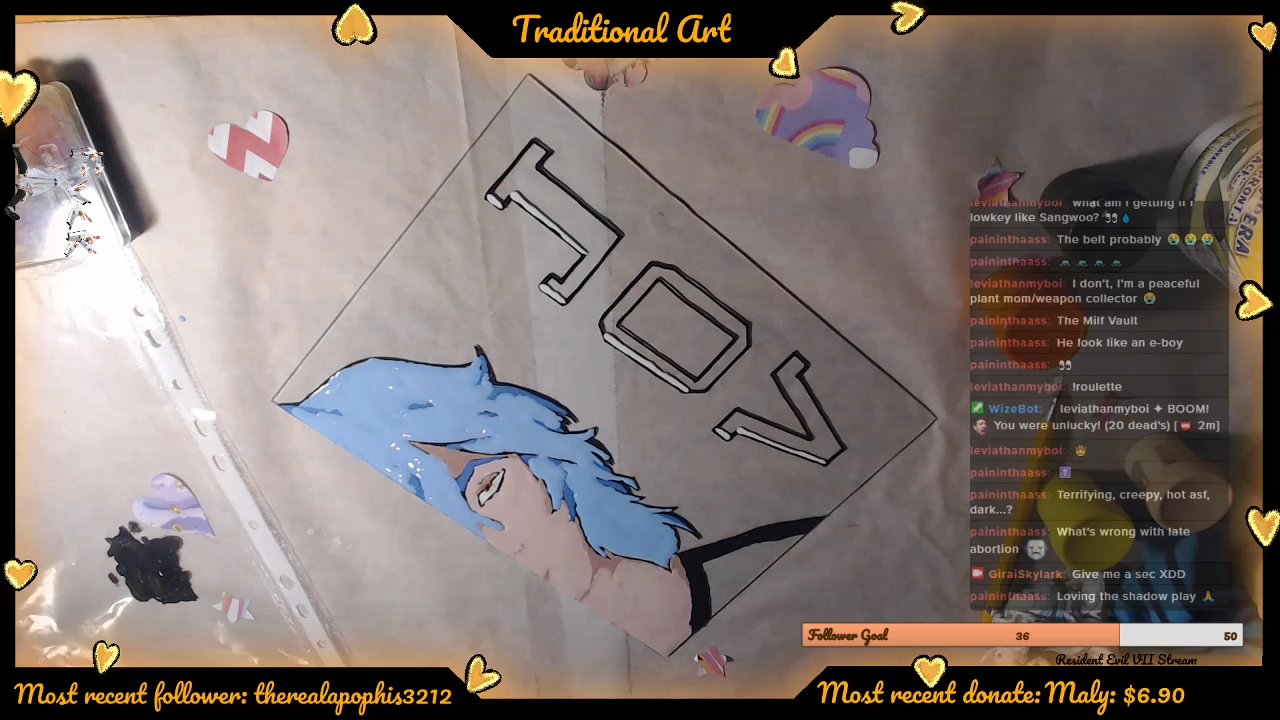 Traditional Art
JOY
leviathanmyboi: what am I getting if I
lowkey like Sangwoo?
paininthaass: The belt probably
paininthaass:
leviathanmyboi: I don't, I'm a peaceful
plant mom/weapon collector
paininthaass: The Milf Vault
paininthaass: He look like an e-boy
paininthaass:
leviathanmyboi: !roulette
WizeBot: leviathanmyboi ✦ BOOM!
You were unlucky! (20 dead's) [ 2m]
leviathanmyboi:
paininthaass:
paininthaass: Terrifying, creepy, hot asf,
dark...?
paininthaass: What's wrong with late
abortion
GiraiSkylark: Give me a sec XDD
paininthaass: Loving the shadow play
Follower Goal 36 50
Resident Evil VII Stream
Most recent follower: therealapophis3212
Most recent donate: Maly: $6.90